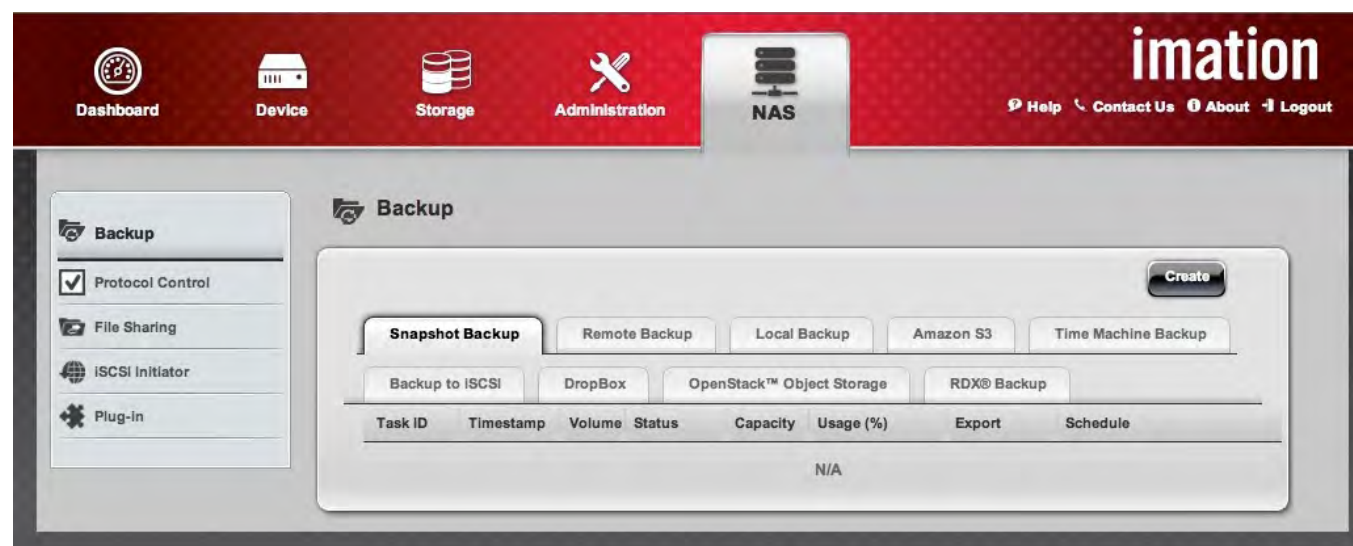 imation
Dashboard Device Storage Administration NAS
Help Contact Us About Logout
Backup
Protocol Control
File Sharing
iSCSI Initiator
Plug-in
Backup
Create
Snapshot Backup Remote Backup Local Backup Amazon S3 Time Machine Backup
Backup to iSCSI DropBox OpenStack™ Object Storage RDX® Backup
Task ID Timestamp Volume Status Capacity Usage (%) Export Schedule
N/A